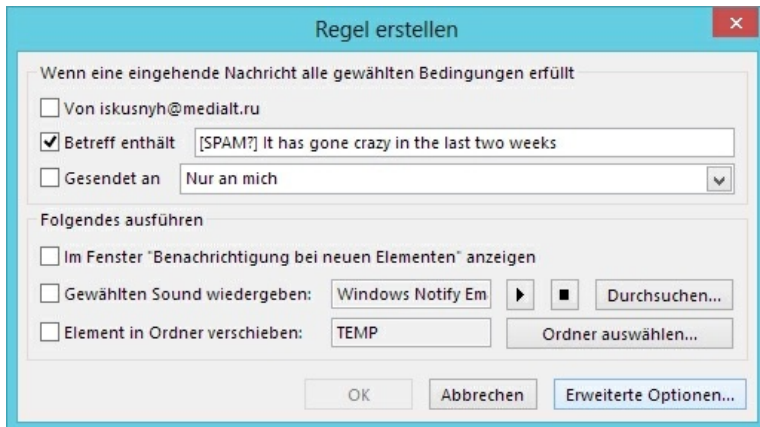 Regel erstellen
Wenn eine eingehende Nachricht alle gewählten Bedingungen erfüllt
Von iskusnyh@medialt.ru
Betreff enthält [SPAM?] It has gone crazy in the last two weeks
Gesendet an Nur an mich
Folgendes ausführen
Im Fenster "Benachrichtigung bei neuen Elementen" anzeigen
Gewählten Sound wiedergeben: Windows Notify Em Durchsuchen...
Element in Ordner verschieben: TEMP Ordner auswählen...
OK Abbrechen Erweiterte Optionen...